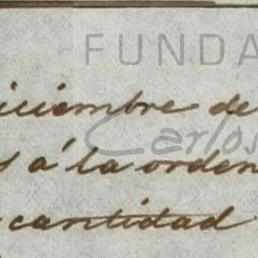 FUNDA
iciembre de
Carlos
á la orden
cantidad